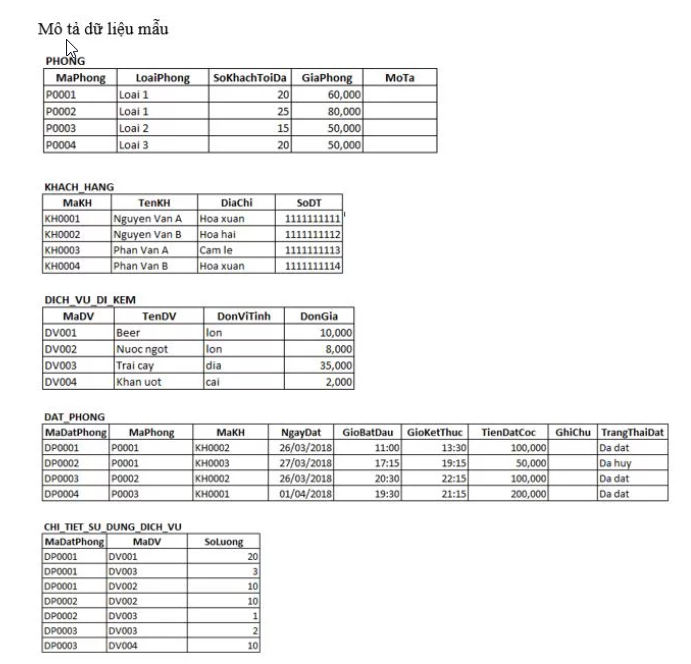 Mô tả dữ liệu mẫu
PHONG
MaPhong LoaiPhong SoKhachToiDa GiaPhong MoTa
P0001 Loai 1 20 60,000
P0002 Loai 1 25 80,000
P0003 Loai 2 15 50,000
P0004 Loai 3 20 50,000
KHACH_HANG
MaKH TenKH DiaChi SoDT
KH0001 Nguyen Van A Hoa xuan 1111111111
KH0002 Nguyen Van B Hoa hai 1111111112
KH0003 Phan Van A Cam le 1111111113
KH0004 Phan Van B Hoa xuan 1111111114
DICH_VU_DI_KEM
MaDV TenDV DonViTinh DonGia
DV001 Beer lon 10,000
DV002 Nuoc ngot lon 8,000
DV003 Trai cay dia 35,000
DV004 Khan uot cai 2,000
DAT_PHONG
MaDatPhong MaPhong MaKH NgayDat GioBatDau GioKetThuc TienDatCoc GhiChu TrangThaiDat
DP0001 P0001 KH0002 26/03/2018 11:00 13:30 100,000 Da dat
DP0002 P0001 KH0003 27/03/2018 17:15 19:15 50,000 Da huy
DP0003 P0002 KH0002 26/03/2018 20:30 22:15 100,000 Da dat
DP0004 P0003 KH0001 01/04/2018 19:30 21:15 200,000 Da dat
CHI_TIET_SU_DUNG_DICH_VU
MaDatPhong MaDV SoLuong
DP0001 DV001 20
DP0001 DV003 3
DP0001 DV002 10
DP0002 DV002 10
DP0002 DV003 1
DP0003 DV003 2
DP0003 DV004 10